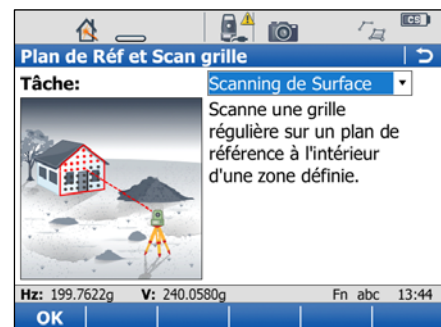 CS
Plan de Réf et Scan grille
Tâche:
Scanning de Surface
Scanne une grille
régulière sur un plan de
référence à l'intérieur
d'une zone définie.
Hz: 199.7622g V: 240.0580g Fn abc 13:44
OK